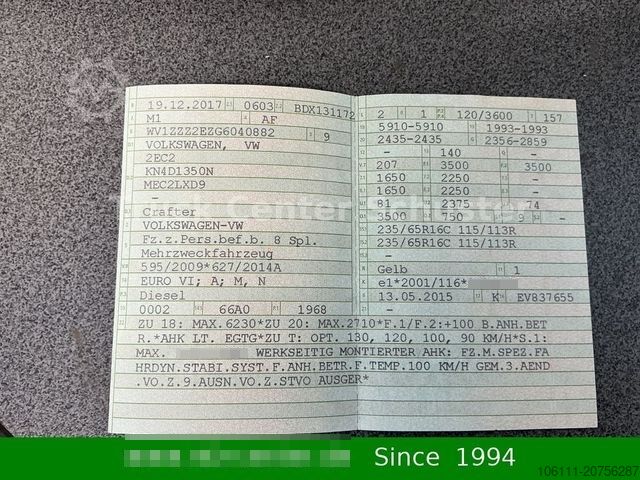 19.12.2017 0603 BDX131172
M1 AF
WV1ZZZ2EZG6040882 9
VOLKSWAGEN, VW
2EC2
KN4D1350N
MEC2LXD9
-
Crafter
VOLKSWAGEN-VW
Fz.z.Pers.bef.b. 8 Spl.
Mehrzweckfahrzeug
595/2009*627/2014A
EURO VI; A; M, N
Diesel
0002 66A0 1968
2 1 120/3600 157
5910-5910 1993-1993
2435-2435 2356-2859
- 140 -
207 3500 3500
1650 2250 -
1650 2250 -
81 2375 74
3500 750 9 -
235/65R16C 115/113R
235/65R16C 115/113R
-
Gelb 1
e1*2001/116*
13.05.2015 K EV837655
ZU 18: MAX.6230*ZU 20: MAX.2710*F.1/F.2:+100 B.ANH.BET
R.*AHK LT. EGTG*ZU T: OPT. 130, 120, 100, 90 KM/H*S.1:
MAX. WERKSEITIG MONTIERTER AHK: FZ.M.SPEZ.FA
HRDYN.STABI.SYST.F.ANH.BETR.F.TEMP.100 KM/H GEM.3.AEND
.VO.Z.9.AUSN.VO.Z.STVO AUSGER*
Since 1994
106111-20756287